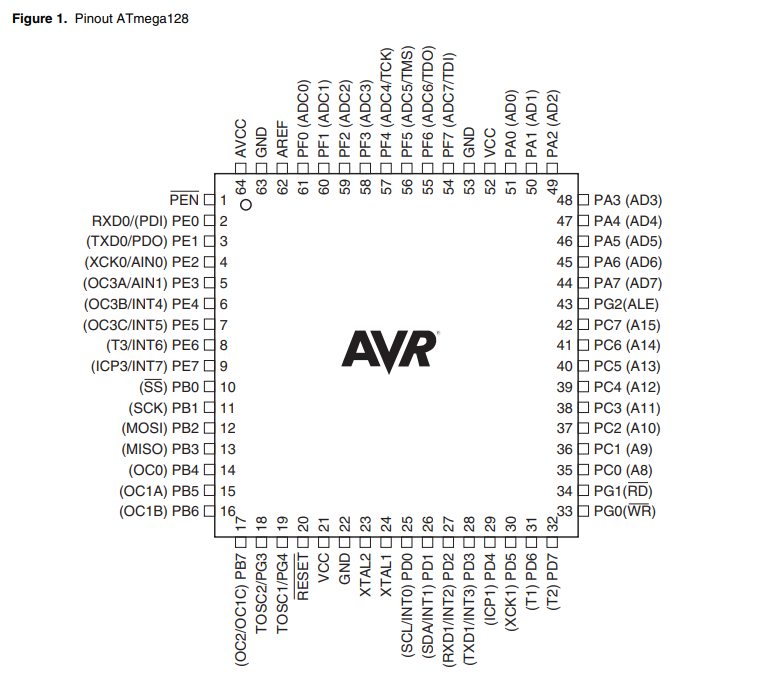 Figure 1. Pinout ATmega128
AVCC
GND
AREF
PF0 (ADC0)
PF1 (ADC1)
PF2 (ADC2)
PF3 (ADC3)
PF4 (ADC4/TCK)
PF5 (ADC5/TMS)
PF6 (ADC6/TDO)
PF7 (ADC7/TDI)
GND
VCC
PA0 (AD0)
PA1 (AD1)
PA2 (AD2)
64
63
62
61
60
59
58
57
56
55
54
53
52
51
50
49
PEN 1
RXD0/(PDI) PE0 2
(TXD0/PDO) PE1 3
(XCK0/AIN0) PE2 4
(OC3A/AIN1) PE3 5
(OC3B/INT4) PE4 6
(OC3C/INT5) PE5 7
(T3/INT6) PE6 8
(ICP3/INT7) PE7 9
(SS) PB0 10
(SCK) PB1 11
(MOSI) PB2 12
(MISO) PB3 13
(OC0) PB4 14
(OC1A) PB5 15
(OC1B) PB6 16
AVR
48 PA3 (AD3)
47 PA4 (AD4)
46 PA5 (AD5)
45 PA6 (AD6)
44 PA7 (AD7)
43 PG2(ALE)
42 PC7 (A15)
41 PC6 (A14)
40 PC5 (A13)
39 PC4 (A12)
38 PC3 (A11)
37 PC2 (A10)
36 PC1 (A9)
35 PC0 (A8)
34 PG1(RD)
33 PG0(WR)
17
18
19
20
21
22
23
24
25
26
27
28
29
30
31
32
(OC2/OC1C) PB7
TOSC2/PG3
TOSC1/PG4
RESET
VCC
GND
XTAL2
XTAL1
(SCL/INT0) PD0
(SDA/INT1) PD1
(RXD1/INT2) PD2
(TXD1/INT3) PD3
(ICP1) PD4
(XCK1) PD5
(T1) PD6
(T2) PD7